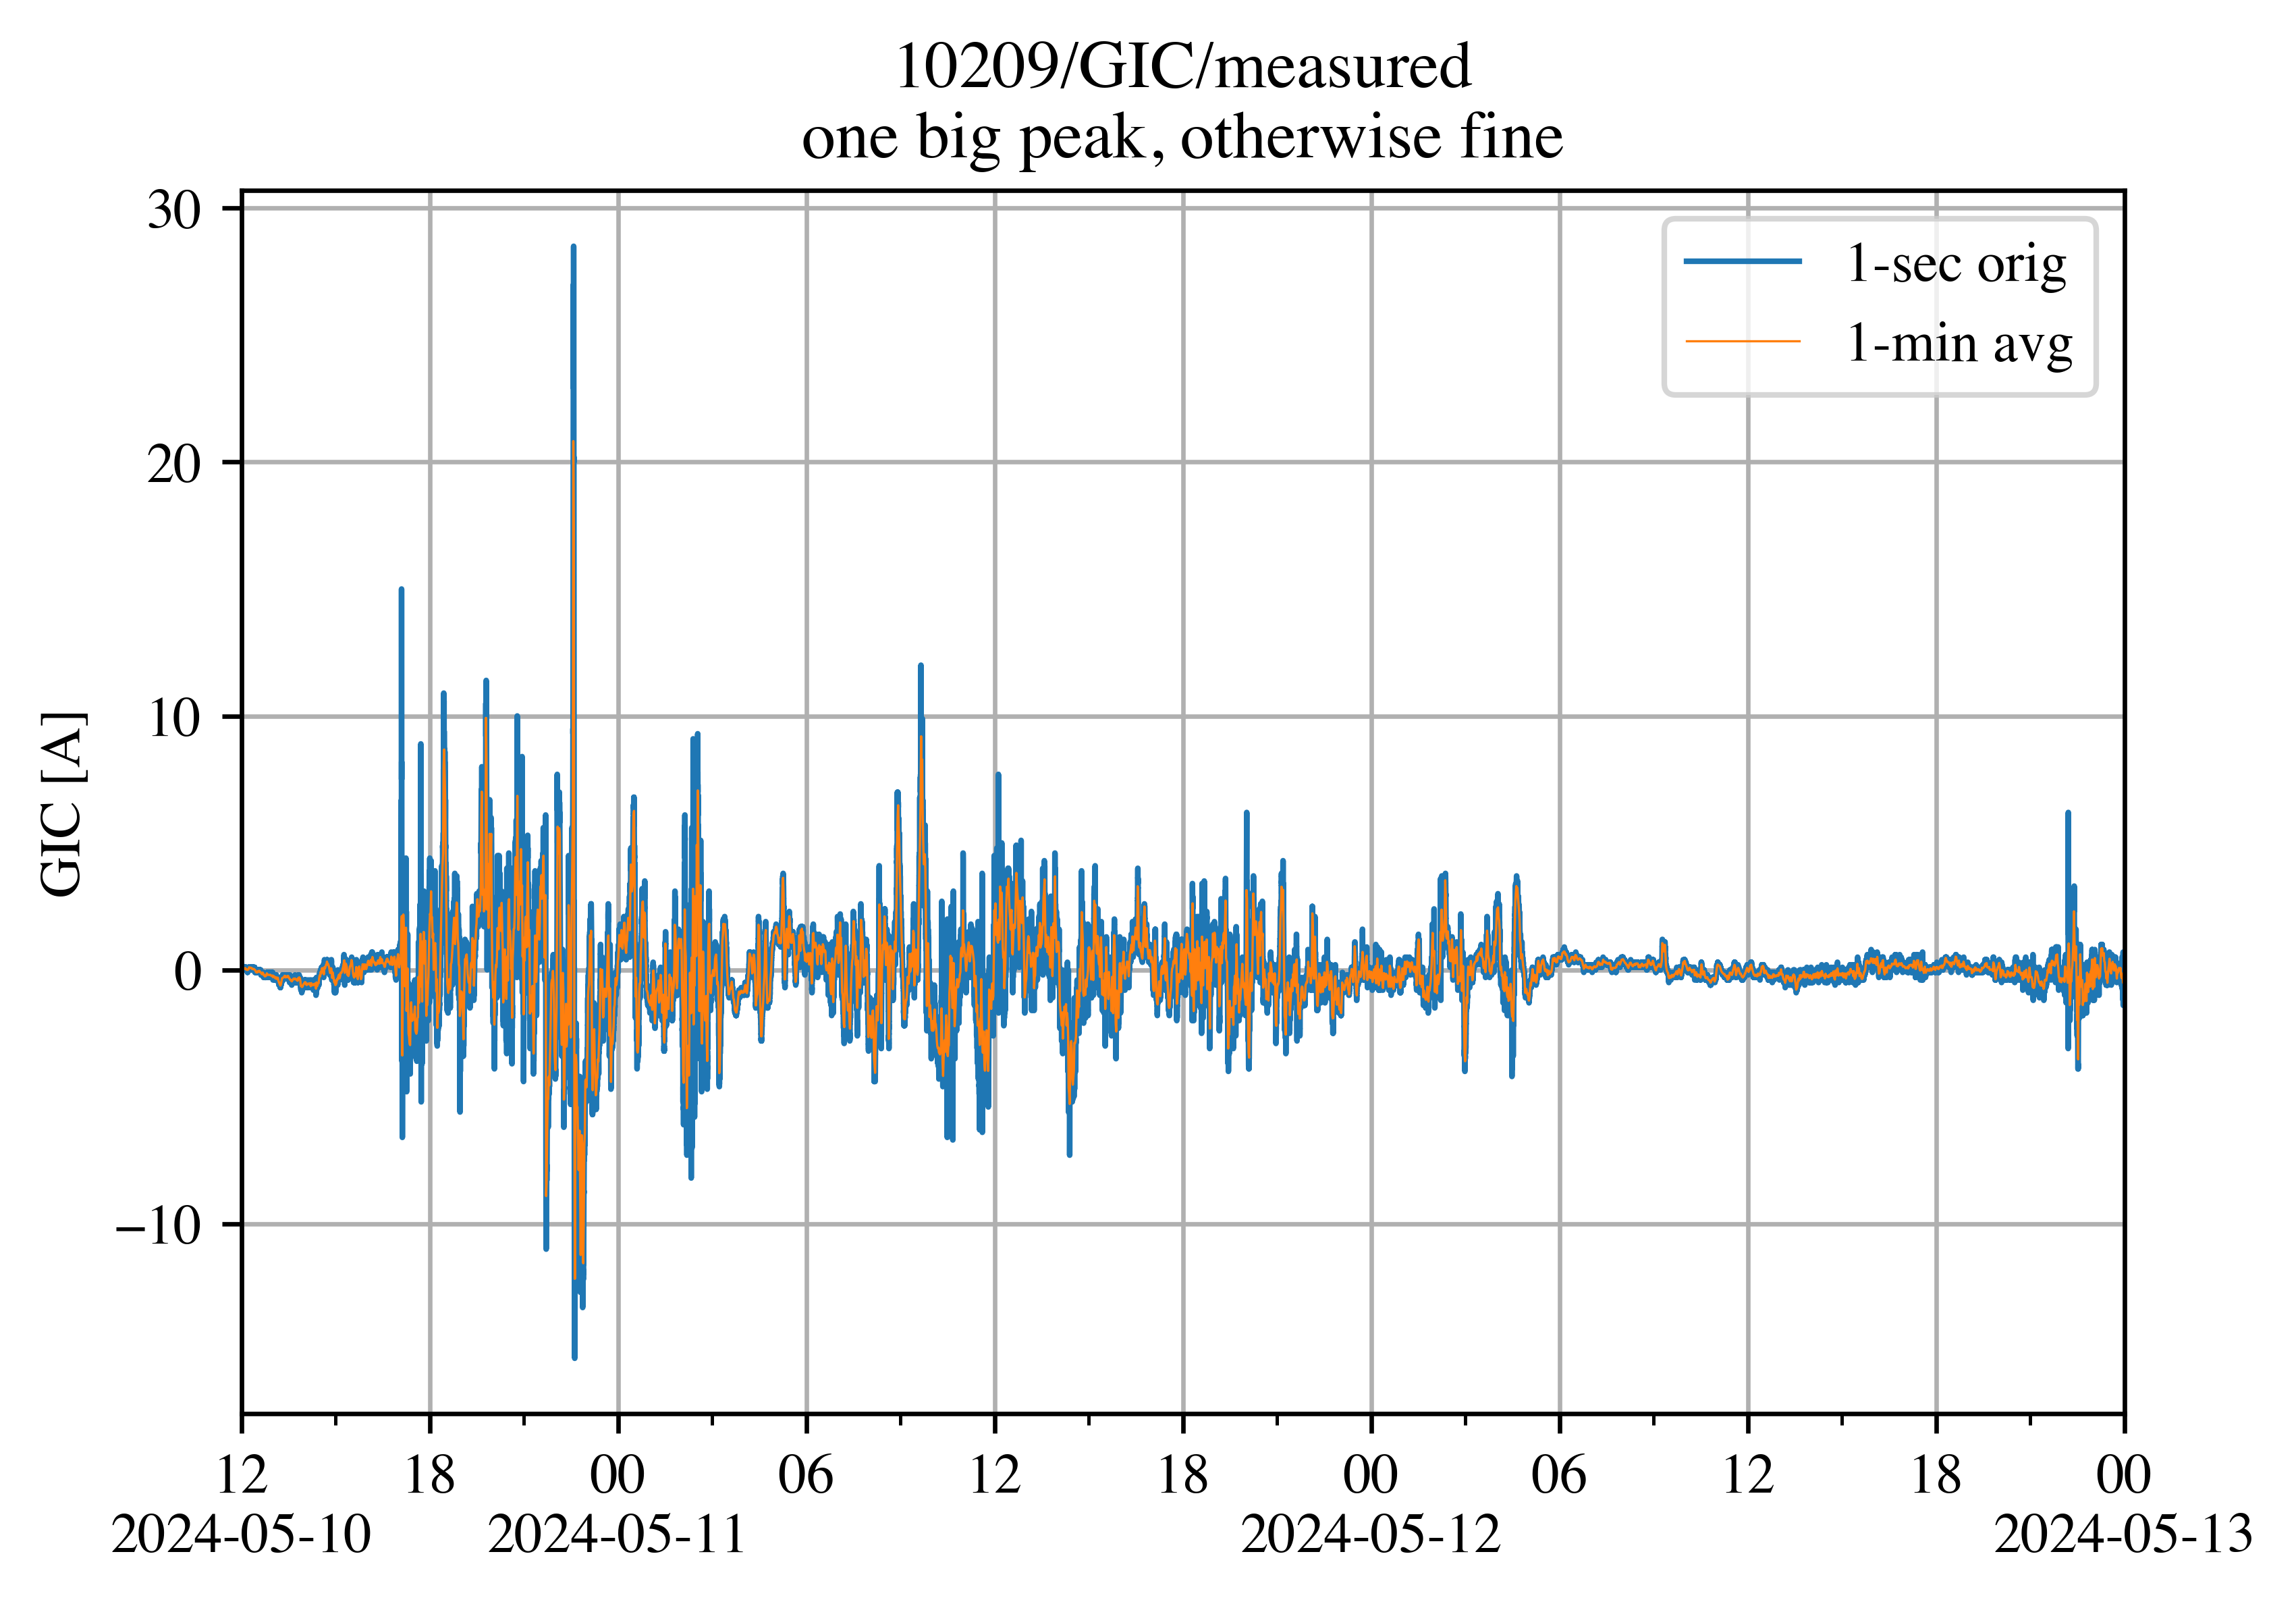 10209/GIC/measured
one big peak, otherwise fine
30
20
10
0
−10
GIC [A]
1-sec orig
1-min avg
12 18 00 06 12 18 00 06 12 18 00
2024-05-10 2024-05-11 2024-05-12 2024-05-13